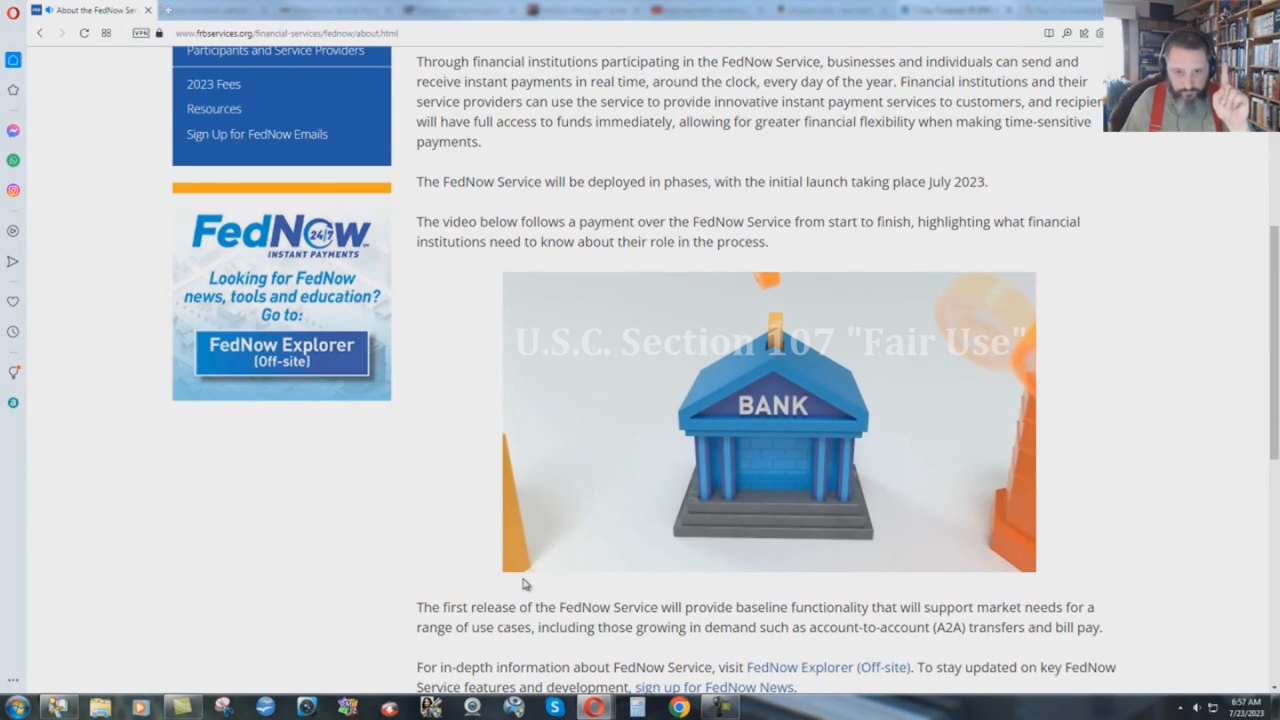 About the FedNow Ser
www.frbservices.org/financial-services/fednow/about.html
VPN
Participants and Service Providers
2023 Fees
Resources
Sign Up for FedNow Emails
FedNow
24/7
INSTANT PAYMENTS
Looking for FedNow
news, tools and education?
Go to:
FedNow Explorer
(Off-site)
Through financial institutions participating in the FedNow Service, businesses and individuals can send and
receive instant payments in real time, around the clock, every day of the year. Financial institutions and their
service providers can use the service to provide innovative instant payment services to customers, and recipien
will have full access to funds immediately, allowing for greater financial flexibility when making time-sensitive
payments.
The FedNow Service will be deployed in phases, with the initial launch taking place July 2023.
The video below follows a payment over the FedNow Service from start to finish, highlighting what financial
institutions need to know about their role in the process.
U.S.C. Section 107 "Fair Use"
BANK
The first release of the FedNow Service will provide baseline functionality that will support market needs for a
range of use cases, including those growing in demand such as account-to-account (A2A) transfers and bill pay.
For in-depth information about FedNow Service, visit FedNow Explorer (Off-site). To stay updated on key FedNow
Service features and development, sign up for FedNow News.
6:57 AM
7/23/2023